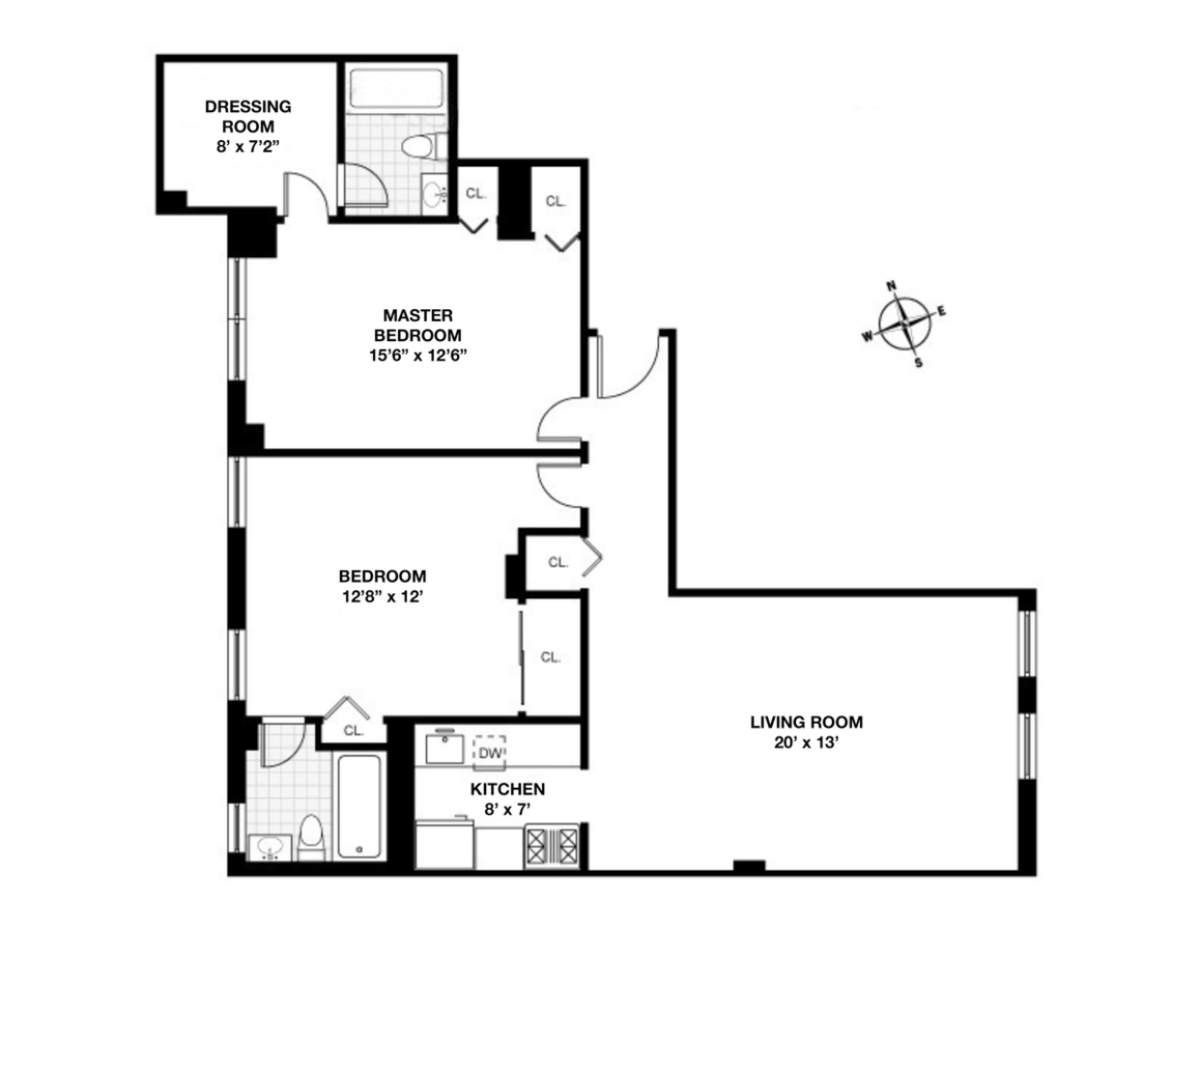 DRESSING
ROOM
8’ x 7’2”
CL.
CL.
MASTER
BEDROOM
15’6” x 12’6”
N
E
W
S
CL.
BEDROOM
12’8” x 12’
CL.
CL.
DW
KITCHEN
8’ x 7’
LIVING ROOM
20’ x 13’